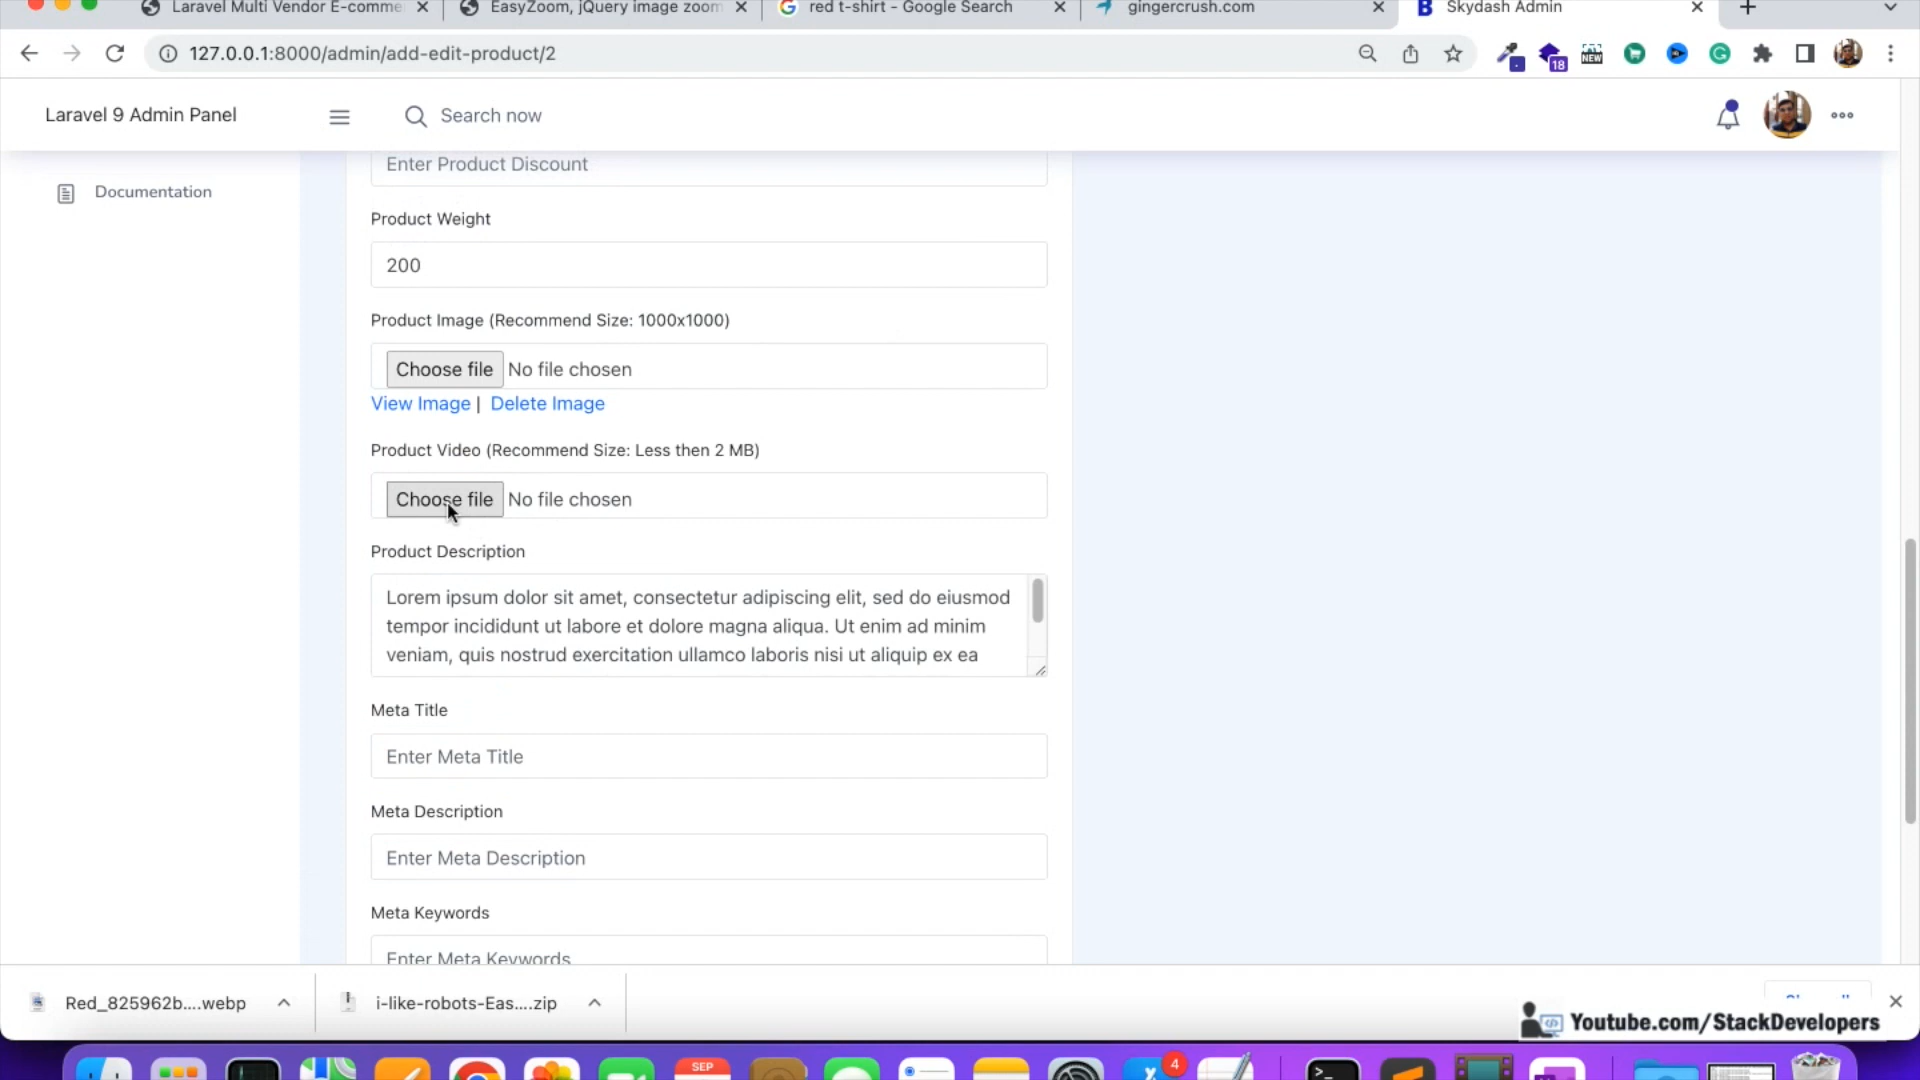 Laravel Multi Vendor E-comme
EasyZoom, jQuery image zoom
red t-shirt - Google Search
gingercrush.com
Skydash Admin
127.0.0.1:8000/admin/add-edit-product/2
NEW
18
Laravel 9 Admin Panel
Search now
Documentation
Enter Product Discount
Product Weight
200
Product Image (Recommend Size: 1000x1000)
Choose file No file chosen
View Image | Delete Image
Product Video (Recommend Size: Less then 2 MB)
Choose file No file chosen
Product Description
Lorem ipsum dolor sit amet, consectetur adipiscing elit, sed do eiusmod
tempor incididunt ut labore et dolore magna aliqua. Ut enim ad minim
veniam, quis nostrud exercitation ullamco laboris nisi ut aliquip ex ea
Meta Title
Enter Meta Title
Meta Description
Enter Meta Description
Meta Keywords
Enter Meta Keywords
Red_825962b....webp
i-like-robots-Eas....zip
Youtube.com/StackDevelopers
SEP
4